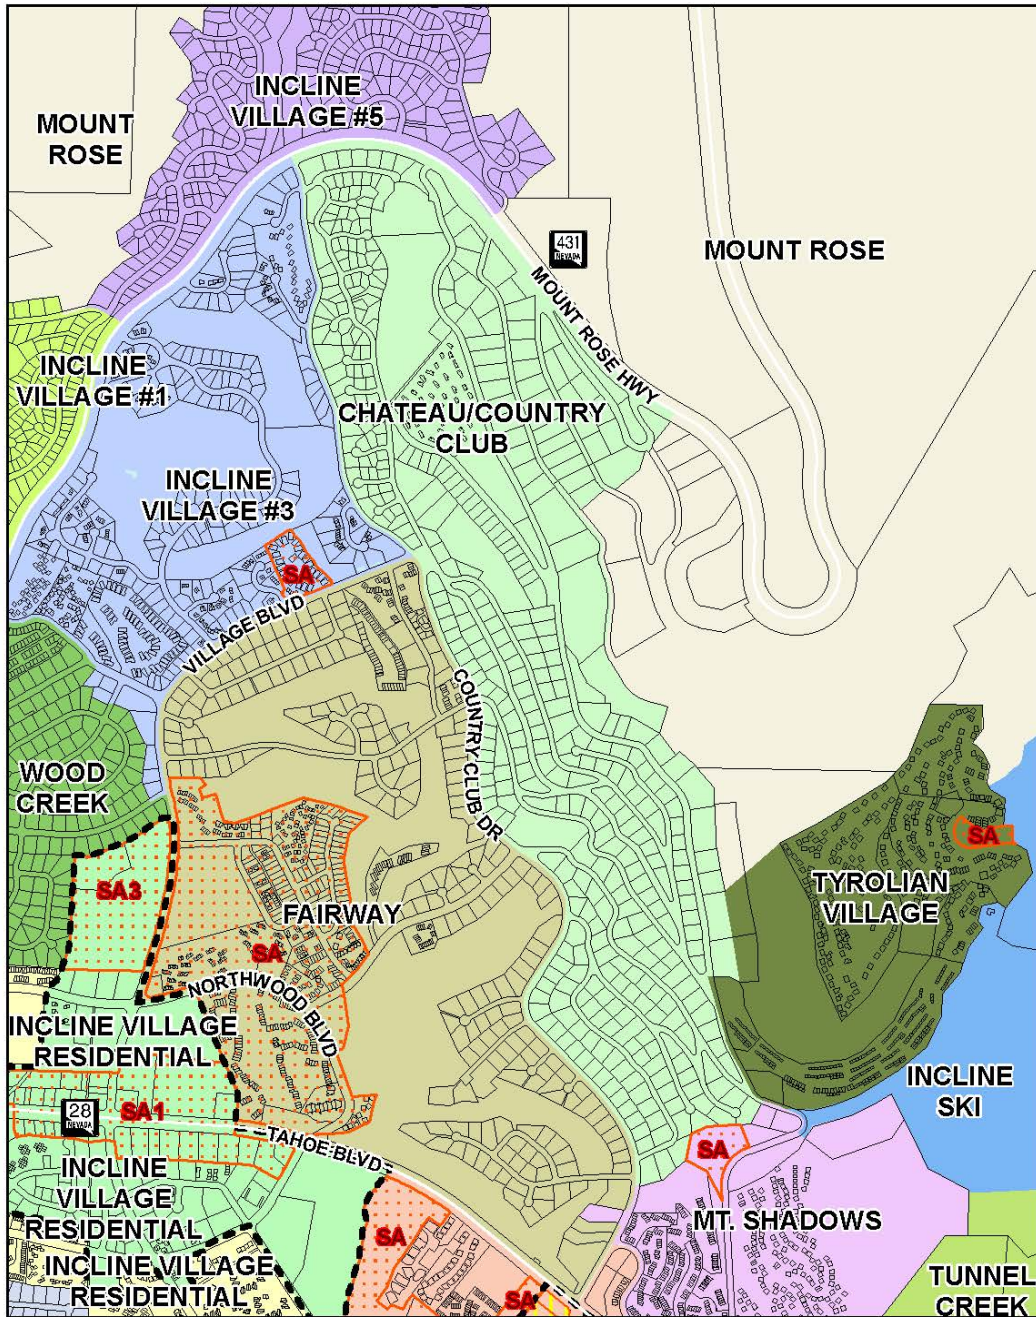 INCLINE
VILLAGE #5
MOUNT
ROSE
431
NEVADA
MOUNT ROSE
MOUNT ROSE HWY
INCLINE
VILLAGE #1
CHATEAU/COUNTRY
CLUB
INCLINE
VILLAGE #3
SA
VILLAGE BLVD
COUNTRY CLUB DR
WOOD
CREEK
SA
TYROLIAN
VILLAGE
SA3
FAIRWAY
SA
NORTHWOOD BLVD
INCLINE VILLAGE
RESIDENTIAL
INCLINE
SKI
28
NEVADA
SA1
TAHOE BLVD
SA
INCLINE
VILLAGE
RESIDENTIAL
MT. SHADOWS
SA
INCLINE VILLAGE
RESIDENTIAL
SA
TUNNEL
CREEK